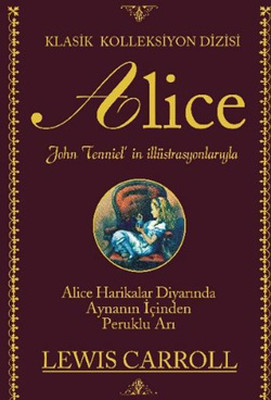 KLASİK KOLLEKSİYON DİZİSİ
Alice
John Tenniel' in illüstrasyonlarıyla
Alice Harikalar Diyarında
Aynanın İçinden
Peruklu Arı
LEWIS CARROLL